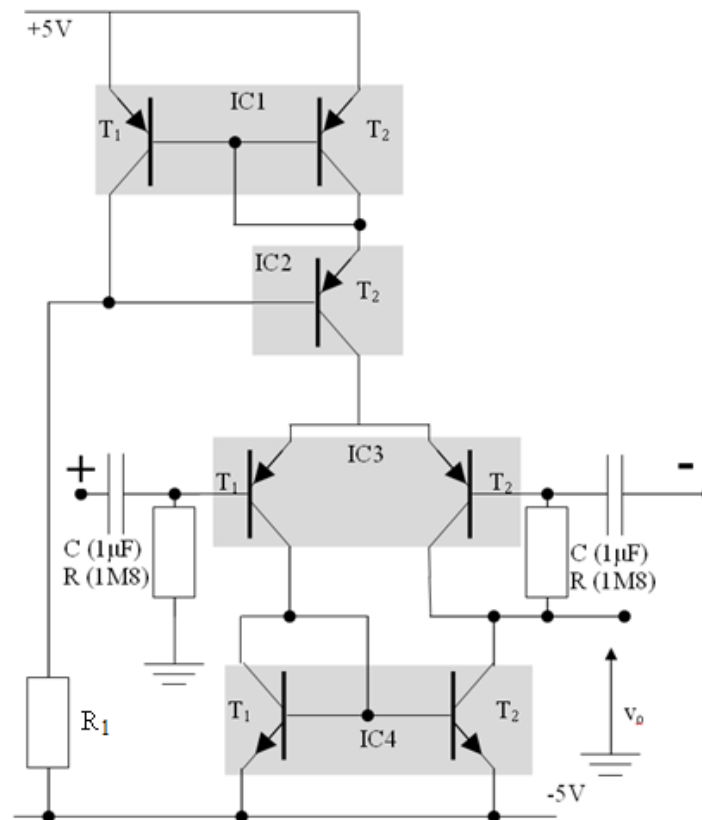 +5V
IC1
T₁
T₂
IC2
T₂
+
-
IC3
T₁
T₂
C (1µF)
R (1M8)
C (1µF)
R (1M8)
R₁
T₁
T₂
IC4
vₒ
-5V